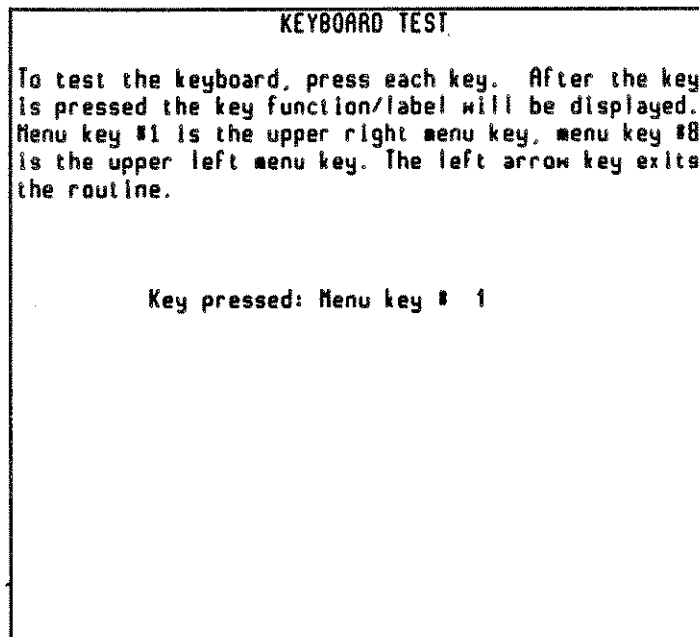 KEYBOARD TEST
To test the keyboard, press each key.  After the key
is pressed the key function/label will be displayed.
Menu key #1 is the upper right menu key, menu key #8
is the upper left menu key. The left arrow key exits
the routine.
Key pressed: Menu key #  1